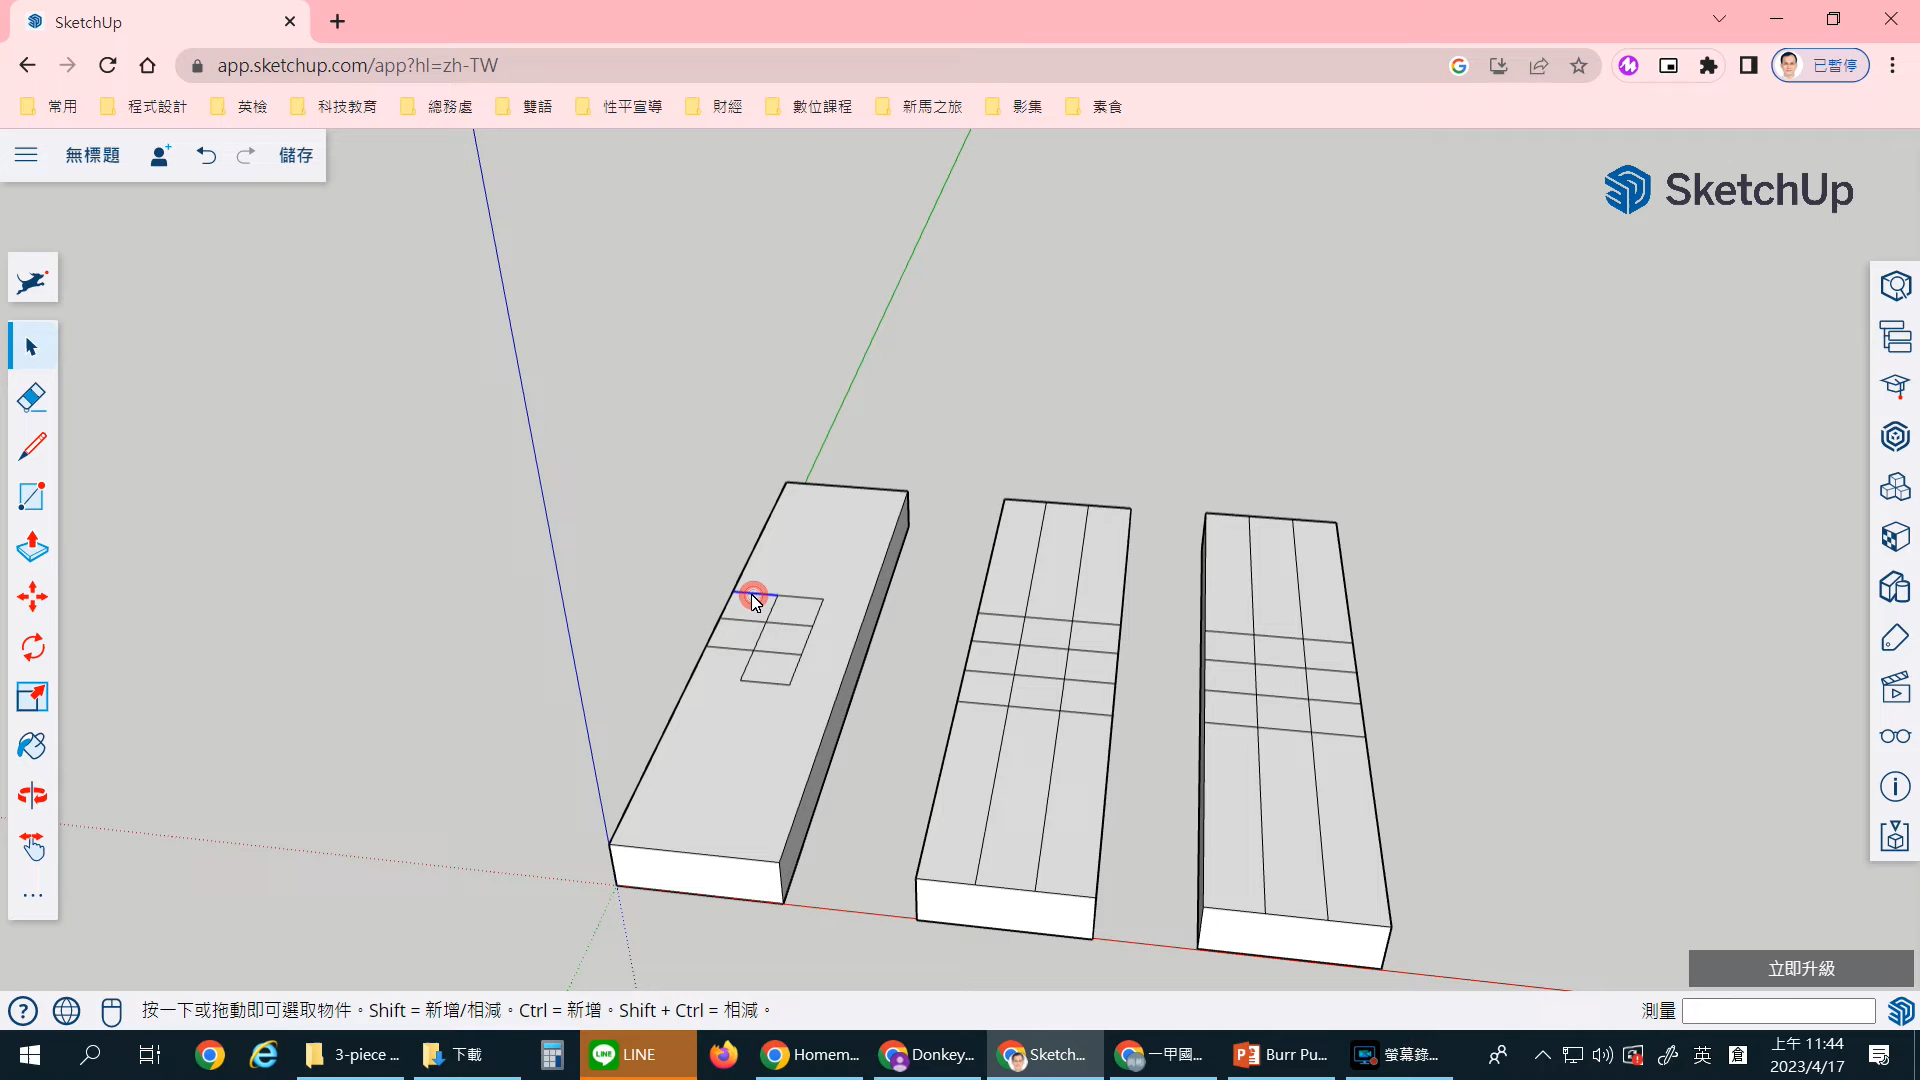 SketchUp
app.sketchup.com/app?hl=zh-TW
已暫停
常用 程式設計 英檢 科技教育 總務處 雙語 性平宣導 財經 數位課程 新馬之旅 影集 素食
無標題 儲存
SketchUp
立即升級
按一下或拖動即可選取物件。Shift = 新增/相減。Ctrl = 新增。Shift + Ctrl = 相減。 測量
3-piece ... 下載 LINE Homem... Donkey... Sketch... 一甲國... Burr Pu... 螢幕錄... 英 倉 上午 11:44
2023/4/17